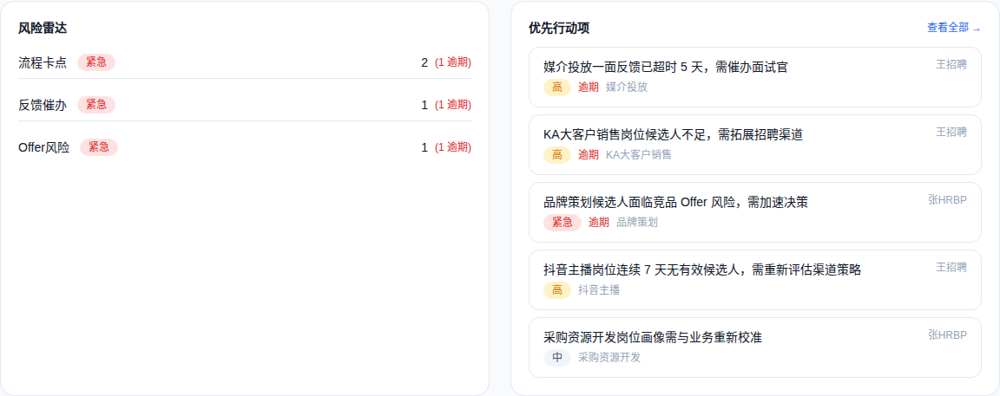 风险雷达
流程卡点 紧急 2 (1 逾期)
反馈催办 紧急 1 (1 逾期)
Offer风险 紧急 1 (1 逾期)
优先行动项 查看全部 →
媒介投放一面反馈已超时 5 天，需催办面试官 王招聘
高 逾期 媒介投放
KA大客户销售岗位候选人不足，需拓展招聘渠道 王招聘
高 逾期 KA大客户销售
品牌策划候选人面临竞品 Offer 风险，需加速决策 张HRBP
紧急 逾期 品牌策划
抖音主播岗位连续 7 天无有效候选人，需重新评估渠道策略 王招聘
高 抖音主播
采购资源开发岗位画像需与业务重新校准 张HRBP
中 采购资源开发